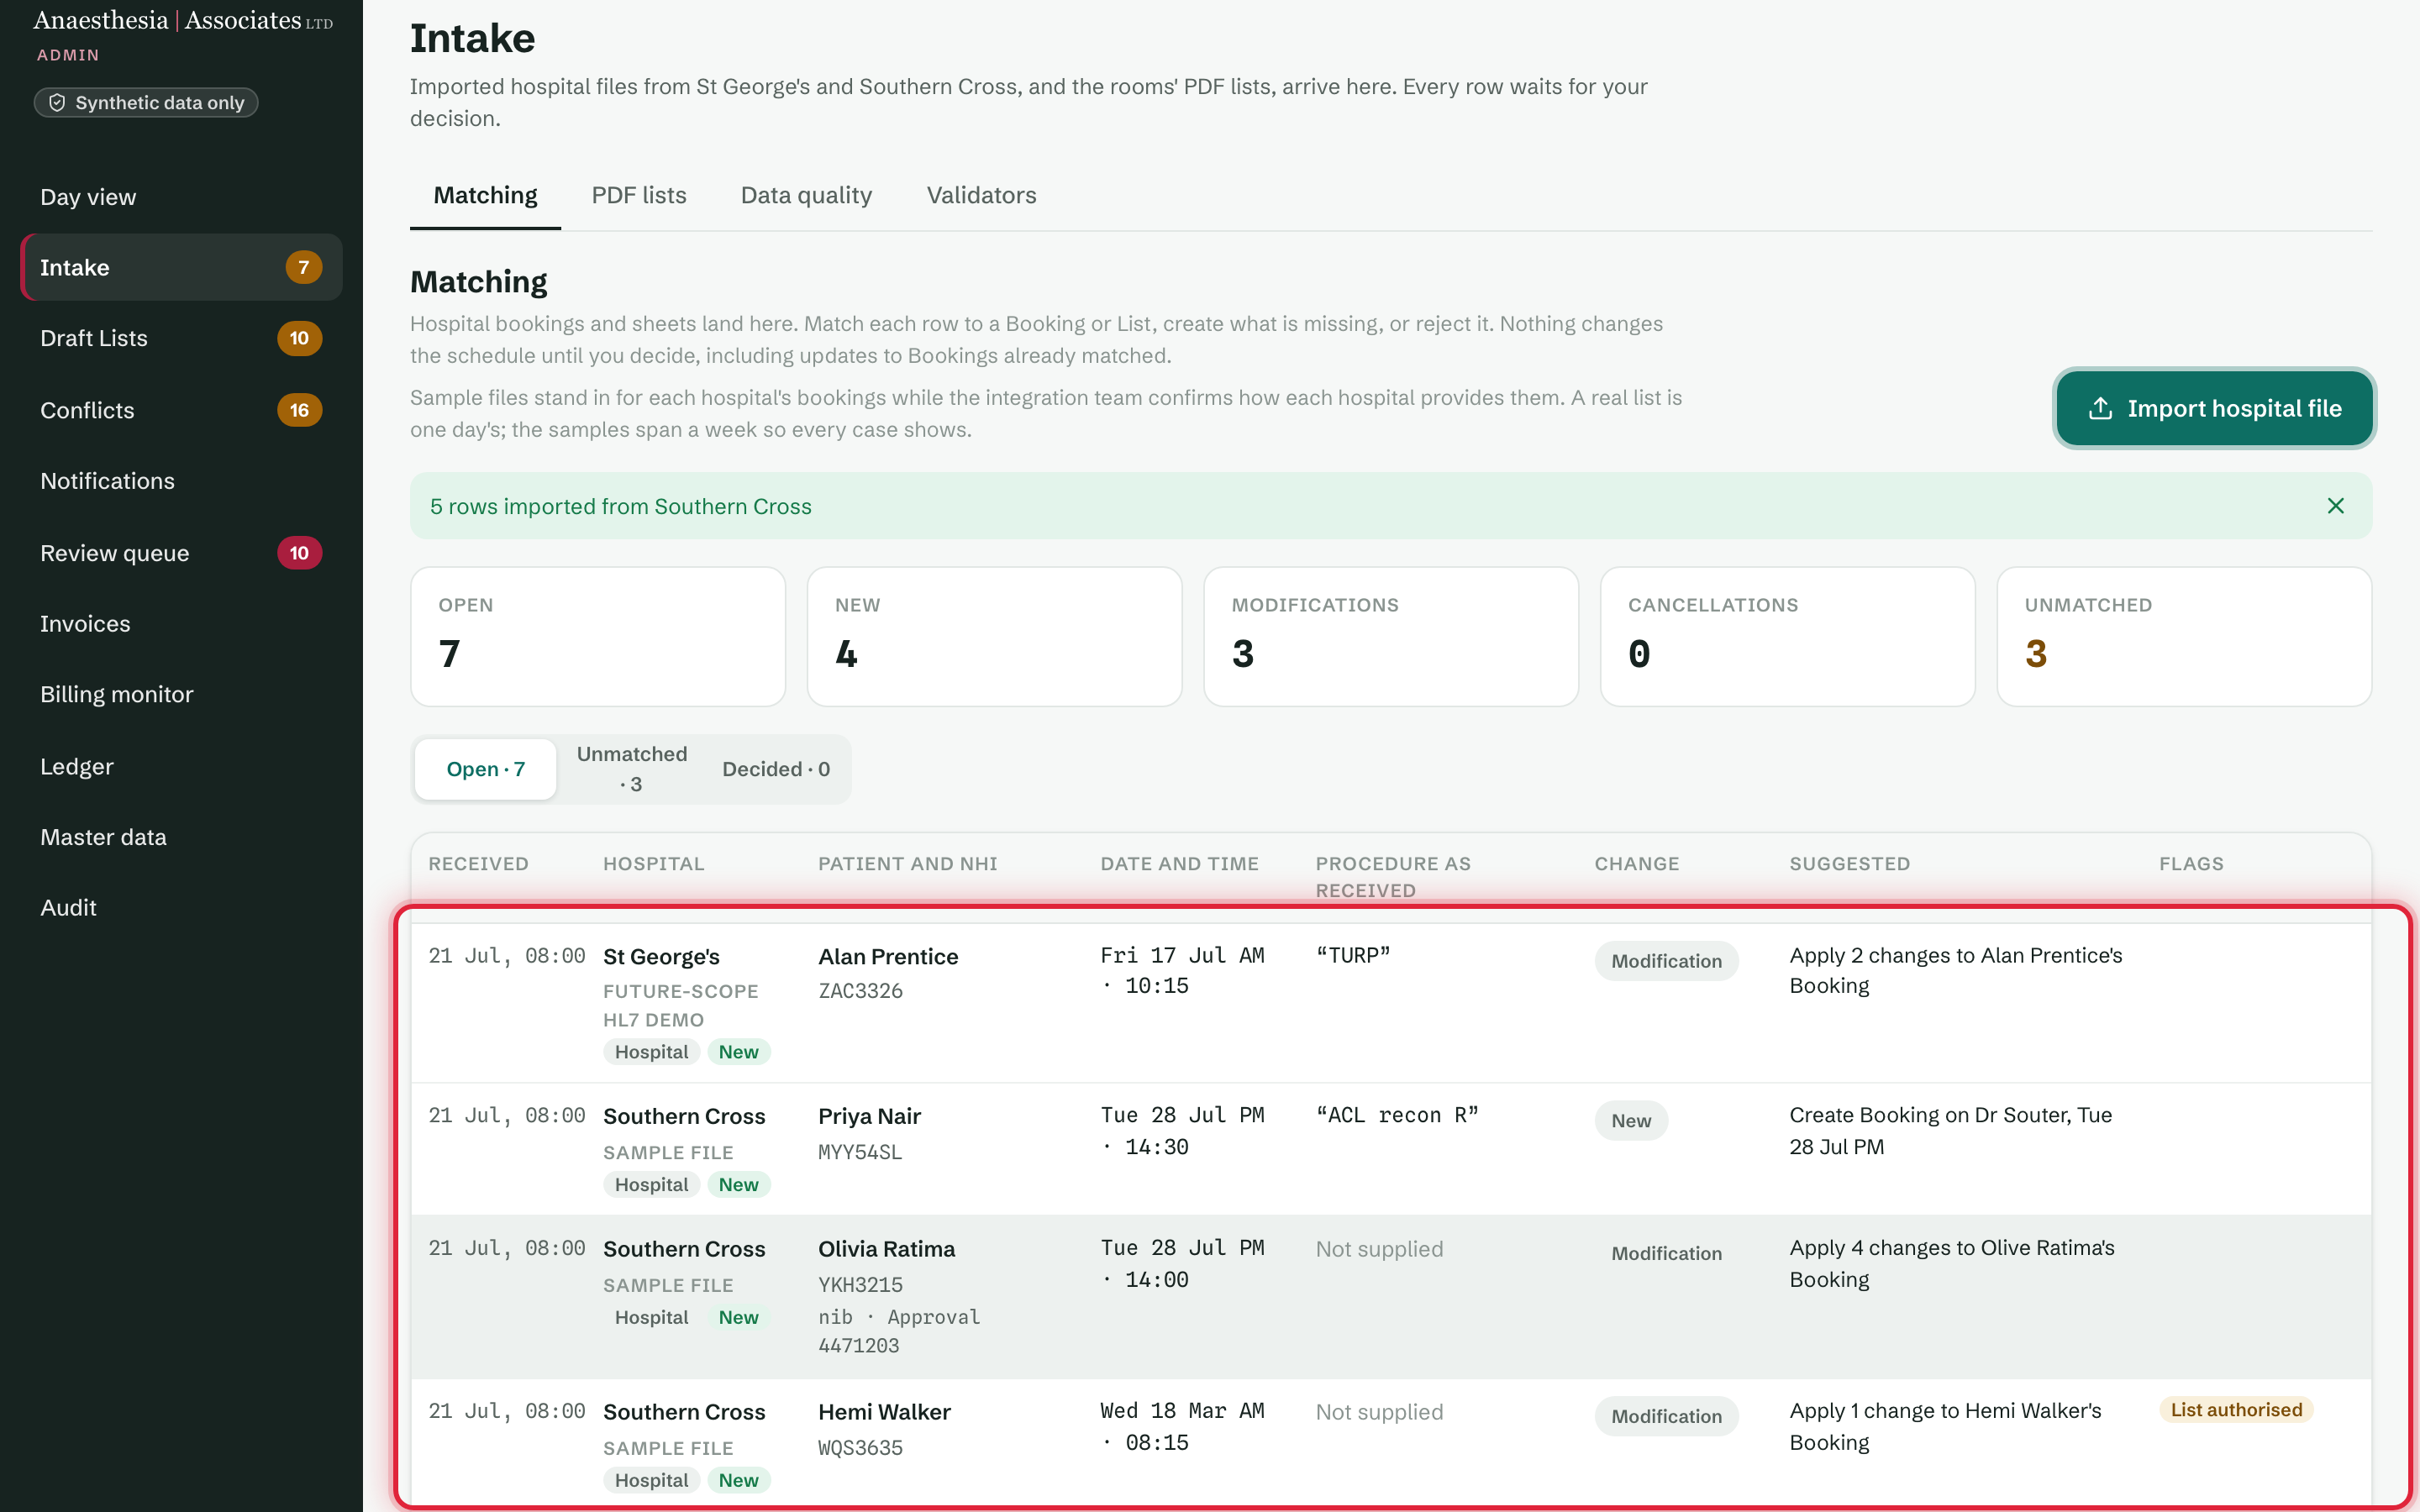 Anaesthesia | Associates LTD
ADMIN
Synthetic data only
Day view
Intake 7
Draft Lists 10
Conflicts 16
Notifications
Review queue 10
Invoices
Billing monitor
Ledger
Master data
Audit
Intake
Imported hospital files from St George's and Southern Cross, and the rooms' PDF lists, arrive here. Every row waits for your
decision.
Matching PDF lists Data quality Validators
Matching
Hospital bookings and sheets land here. Match each row to a Booking or List, create what is missing, or reject it. Nothing changes
the schedule until you decide, including updates to Bookings already matched.
Sample files stand in for each hospital's bookings while the integration team confirms how each hospital provides them. A real list is
one day's; the samples span a week so every case shows.
Import hospital file
5 rows imported from Southern Cross
OPEN
7
NEW
4
MODIFICATIONS
3
CANCELLATIONS
0
UNMATCHED
3
Open · 7
Unmatched
· 3
Decided · 0
RECEIVED HOSPITAL PATIENT AND NHI DATE AND TIME PROCEDURE AS CHANGE SUGGESTED FLAGS
RECEIVED
21 Jul, 08:00 St George's Alan Prentice Fri 17 Jul AM “TURP” Modification Apply 2 changes to Alan Prentice's
FUTURE-SCOPE ZAC3326 · 10:15 Booking
HL7 DEMO
Hospital New
21 Jul, 08:00 Southern Cross Priya Nair Tue 28 Jul PM “ACL recon R” New Create Booking on Dr Souter, Tue
SAMPLE FILE MYY54SL · 14:30 28 Jul PM
Hospital New
21 Jul, 08:00 Southern Cross Olivia Ratima Tue 28 Jul PM Not supplied Modification Apply 4 changes to Olive Ratima's
SAMPLE FILE YKH3215 · 14:00 Booking
Hospital New nib · Approval
4471203
21 Jul, 08:00 Southern Cross Hemi Walker Wed 18 Mar AM Not supplied Modification Apply 1 change to Hemi Walker's List authorised
SAMPLE FILE WQS3635 · 08:15 Booking
Hospital New